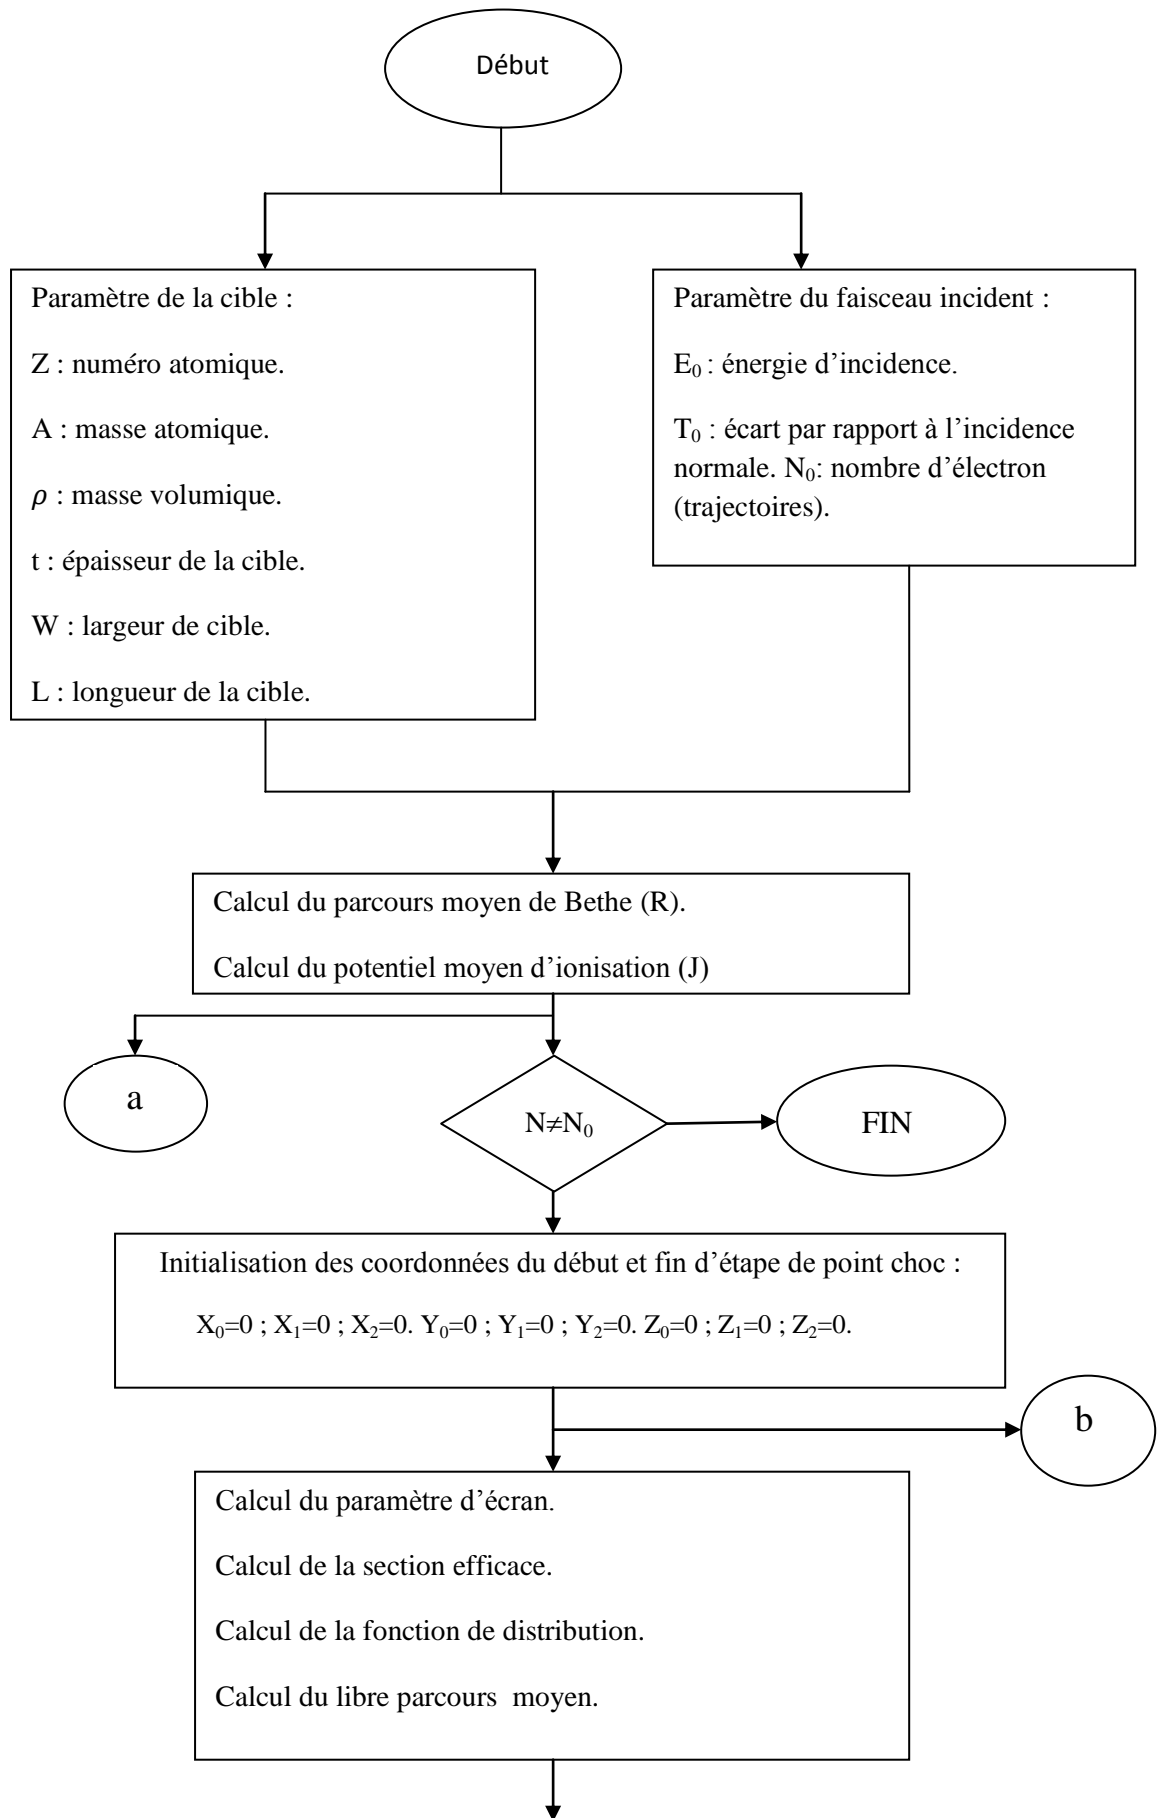 Début
Paramètre de la cible :
Z : numéro atomique.
A : masse atomique.
ρ : masse volumique.
t : épaisseur de la cible.
W : largeur de cible.
L : longueur de la cible.
Paramètre du faisceau incident :
E₀ : énergie d’incidence.
T₀ : écart par rapport à l’incidence
normale. N₀: nombre d’électron
(trajectoires).
Calcul du parcours moyen de Bethe (R).
Calcul du potentiel moyen d’ionisation (J)
a
N≠N₀
FIN
Initialisation des coordonnées du début et fin d’étape de point choc :
X₀=0 ; X₁=0 ; X₂=0. Y₀=0 ; Y₁=0 ; Y₂=0. Z₀=0 ; Z₁=0 ; Z₂=0.
b
Calcul du paramètre d’écran.
Calcul de la section efficace.
Calcul de la fonction de distribution.
Calcul du libre parcours moyen.